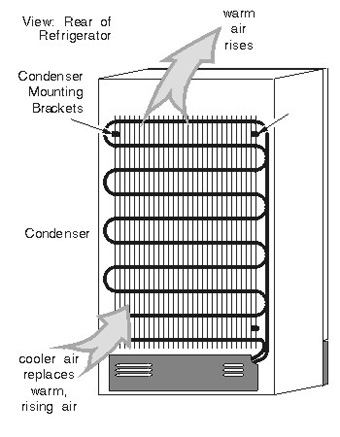 View: Rear of
Refrigerator
warm
air
rises
Condenser
Mounting
Brackets
Condenser
cooler air
replaces
warm,
rising air